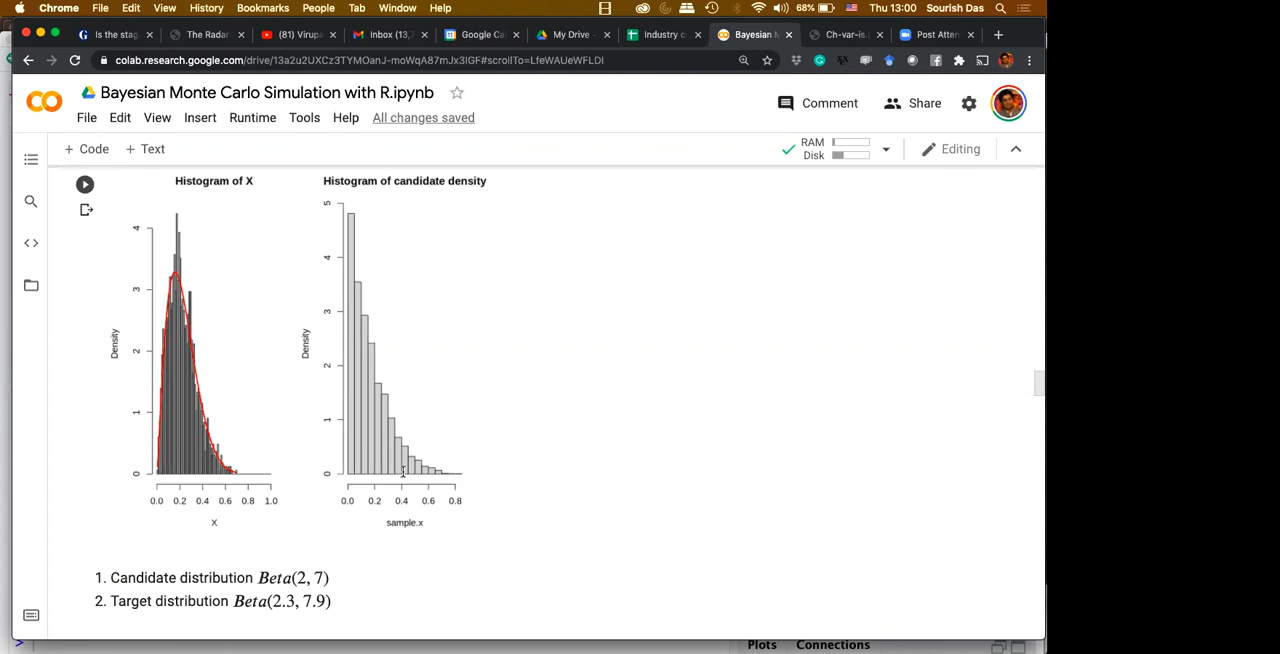 Chrome File Edit View History Bookmarks People Tab Window Help 68% Thu 13:00 Sourish Das
Is the stag The Radar (81) Virupa Inbox (13,7 Google Cal My Drive - Industry co Bayesian M Ch-var-is. Post Atten
colab.research.google.com/drive/13a2u2UXCz3TYMOanJ-moWqA87mJx3lGF#scrollTo=LfeWAUeWFLDI
CO Bayesian Monte Carlo Simulation with R.ipynb Comment Share
File Edit View Insert Runtime Tools Help All changes saved
+ Code + Text RAM Disk Editing
Histogram of X Histogram of candidate density
Density
0 1 2 3 4
0.0 0.2 0.4 0.6 0.8 1.0
X
Density
0 1 2 3 4 5
0.0 0.2 0.4 0.6 0.8
sample.x
1. Candidate distribution Beta(2, 7)
2. Target distribution Beta(2.3, 7.9)
> Plots Connections